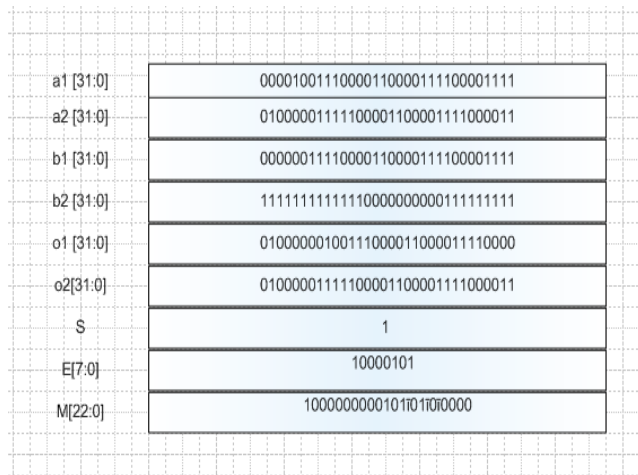 a1 [31:0] 00001001110000110000111100001111
a2 [31:0] 01000001111100001100001111000011
b1 [31:0] 00000011110000110000111100001111
b2 [31:0] 11111111111110000000000111111111
o1 [31:0] 01000000100111000011000011110000
o2[31:0] 01000001111100001100001111000011
S 1
E[7:0] 10000101
M[22:0]